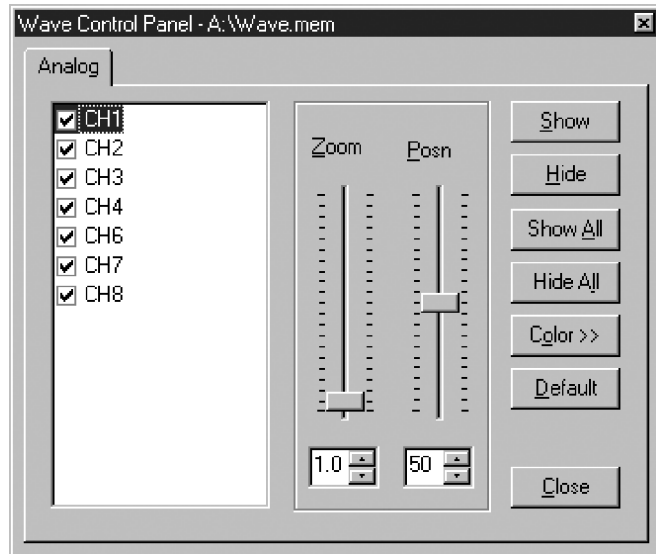 Wave Control Panel - A:\Wave.mem
Analog
CH1
CH2
CH3
CH4
CH6
CH7
CH8
Zoom
Posn
1.0
50
Show
Hide
Show All
Hide All
Color >>
Default
Close